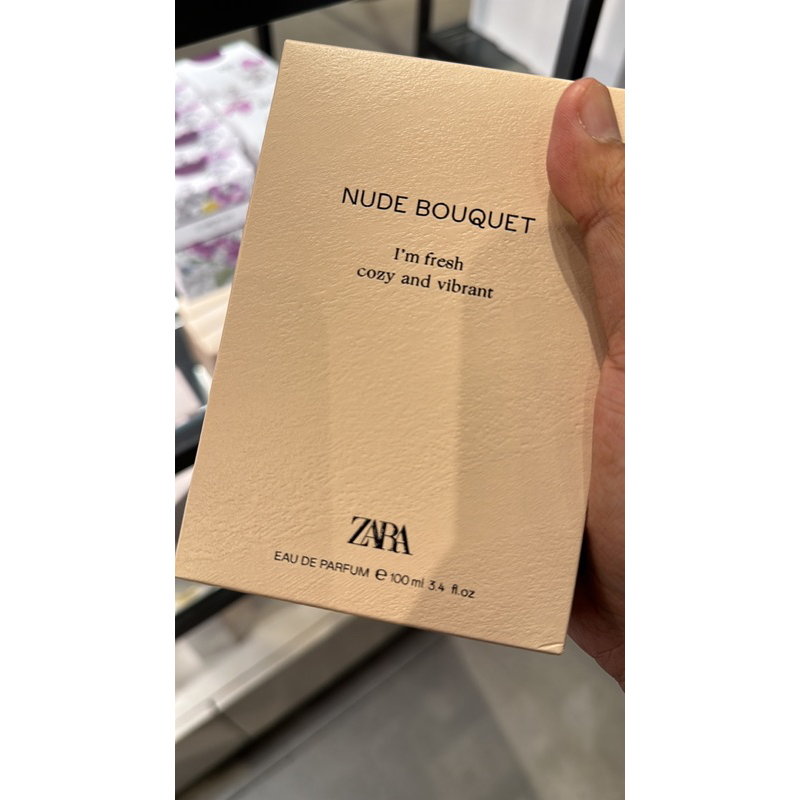 NUDE BOUQUET
I'm fresh
cozy and vibrant
ZARA
EAU DE PARFUM ℮ 100 ml 3.4 fl.oz